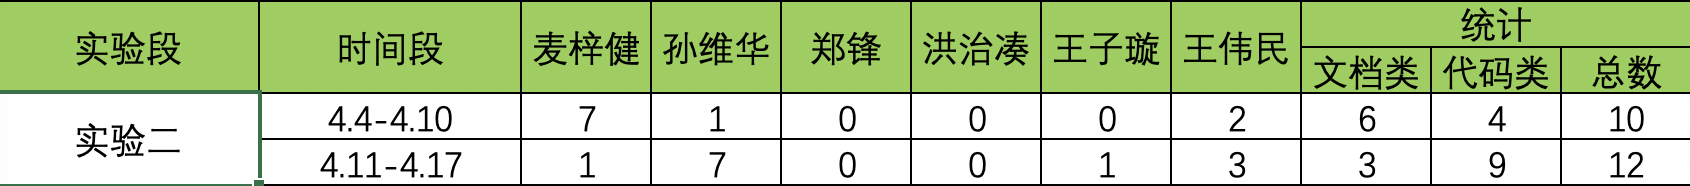 实验段 时间段 麦梓健 孙维华 郑锋 洪治凑 王子璇 王伟民 统计
文档类 代码类 总数
实验二 4.4-4.10 7 1 0 0 0 2 6 4 10
4.11-4.17 1 7 0 0 1 3 3 9 12